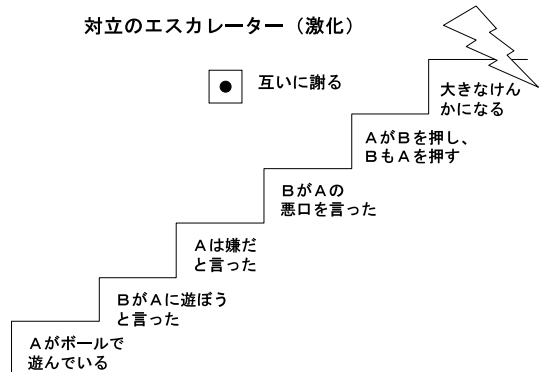 対立のエスカレーター（激化）
互いに謝る
大きなけん
かになる
AがBを押し、
BもAを押す
BがAの
悪口を言った
Aは嫌だ
と言った
BがAに遊ぼう
と言った
Aがボールで
遊んでいる